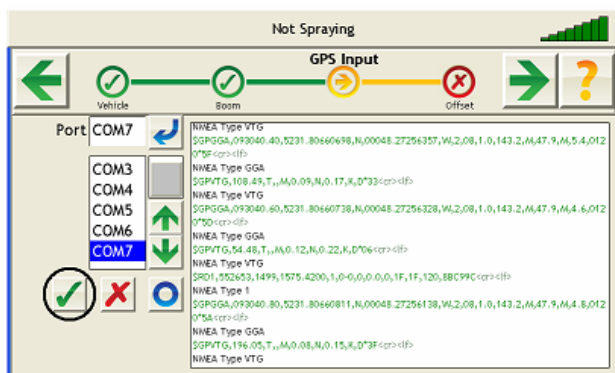 Not Spraying
GPS Input
Vehicle
Boom
Offset
Port COM7
COM3
COM4
COM5
COM6
COM7
NMEA Type VTG
$GPGGA,093040.40,5231.80660698,N,00048.27256357,W,2,08,1.0,143.2,M,47.9,M,5.4,012
0*5F<cr><lf>
NMEA Type GGA
$GPVTG,108.49,T,,M,0.09,N,0.17,K,D*33<cr><lf>
NMEA Type VTG
$GPGGA,093040.60,5231.80660738,N,00048.27256328,W,2,08,1.0,143.2,M,47.9,M,4.6,012
0*5D<cr><lf>
NMEA Type GGA
$GPVTG,54.48,T,,M,0.12,N,0.22,K,D*06<cr><lf>
NMEA Type VTG
$RD1,552653,1499,1575.4200,1,0-0,0,0.0,0,1F,1F,120,8BC99C<cr><lf>
NMEA Type 1
$GPGGA,093040.80,5231.80660811,N,00048.27256138,W,2,08,1.0,143.2,M,47.9,M,4.8,012
0*5A<cr><lf>
NMEA Type GGA
$GPVTG,196.05,T,,M,0.08,N,0.15,K,D*3F<cr><lf>
NMEA Type VTG